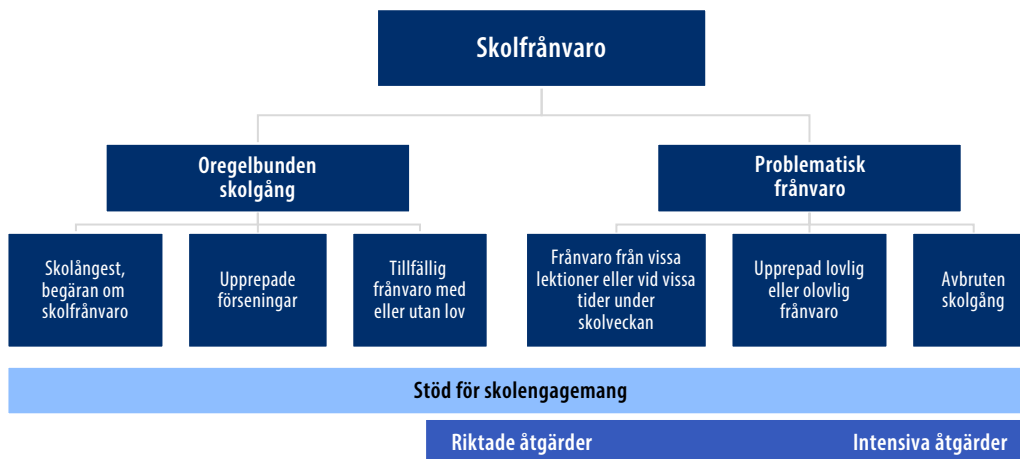 Skolfrånvaro
Oregelbunden
skolgång
Problematisk
frånvaro
Skolångest,
begäran om
skolfrånvaro
Upprepade
förseningar
Tillfällig
frånvaro med
eller utan lov
Frånvaro från vissa
lektioner eller vid vissa
tider under
skolveckan
Upprepad lovlig
eller olovlig
frånvaro
Avbruten
skolgång
Stöd för skolengagemang
Riktade åtgärder
Intensiva åtgärder